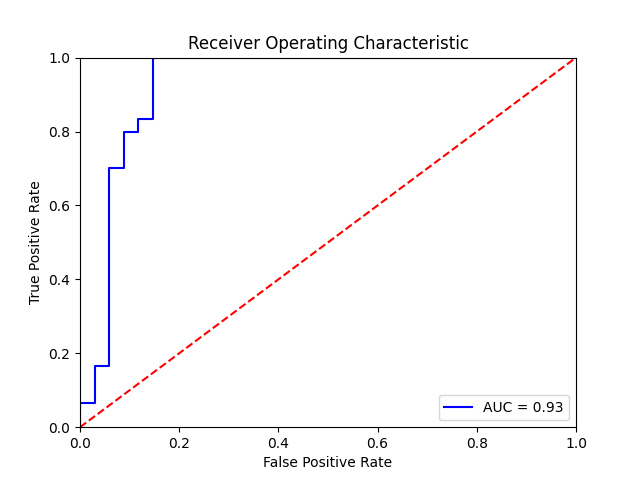 Receiver Operating Characteristic
1.0
0.8
0.6
0.4
0.2
0.0
True Positive Rate
AUC = 0.93
0.0 0.2 0.4 0.6 0.8 1.0
False Positive Rate